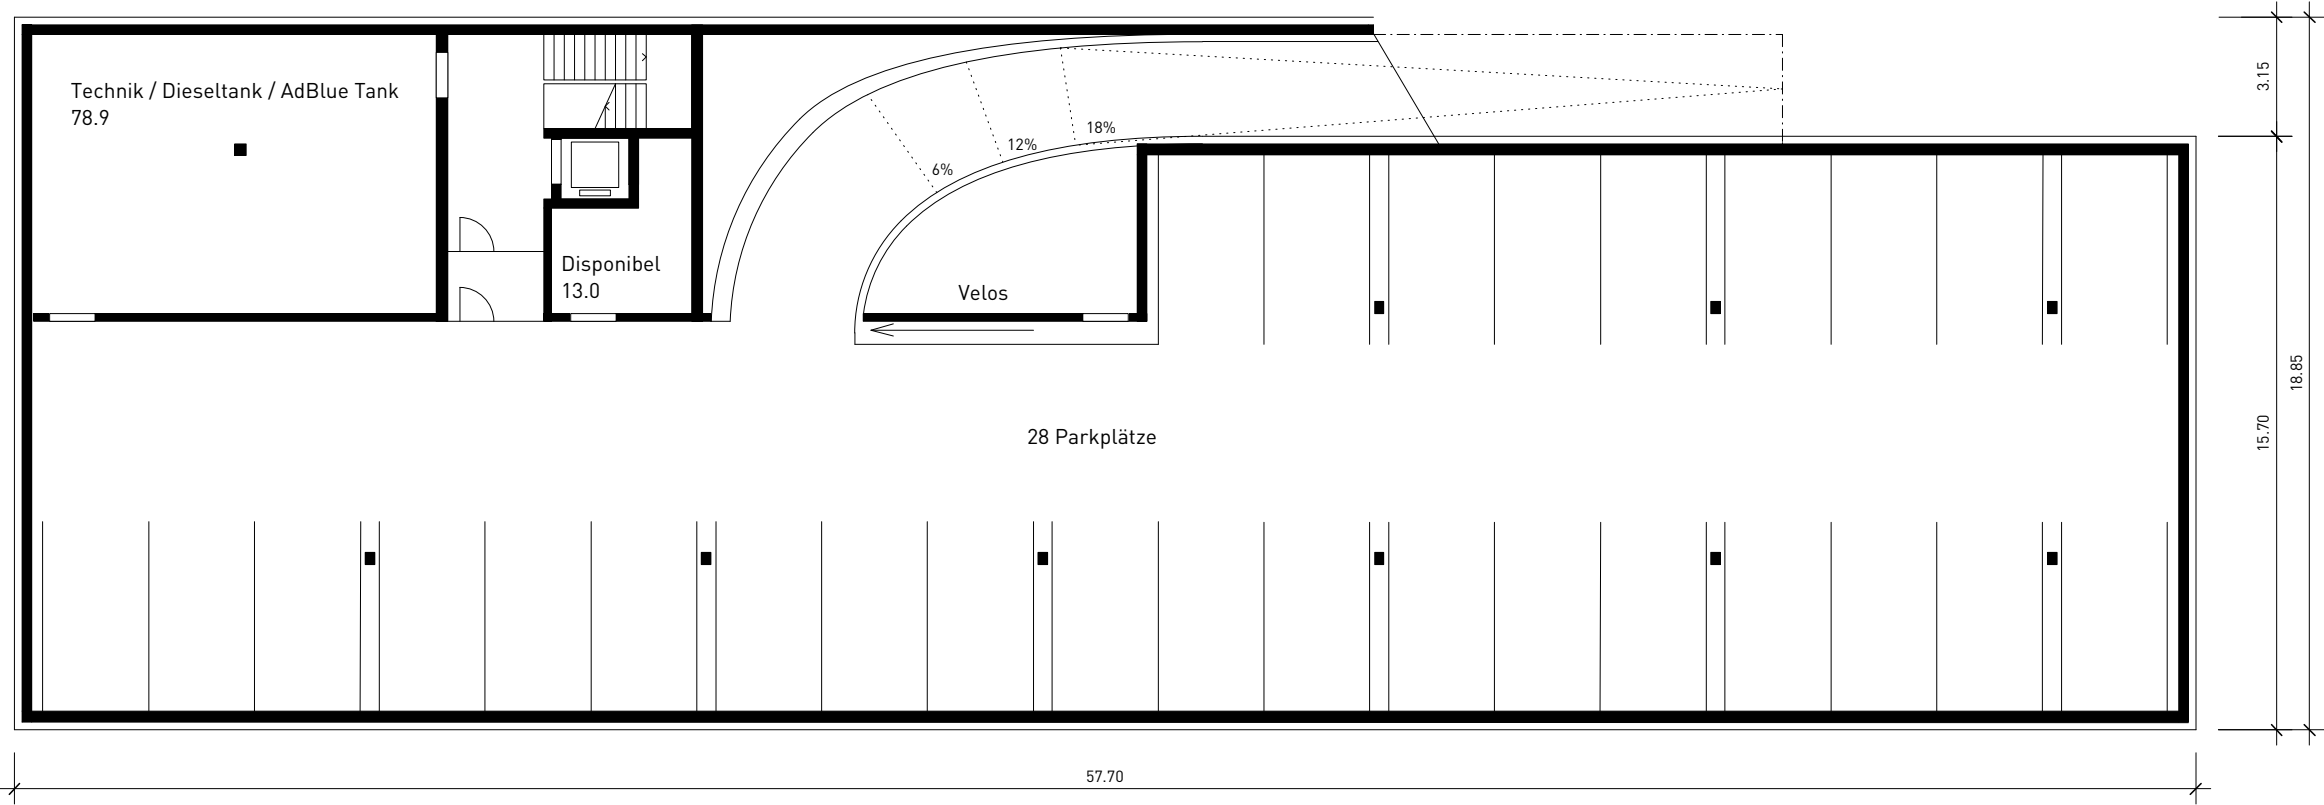 Technik / Dieseltank / AdBlue Tank
78.9
3.15
18%
12%
6%
Disponibel
13.0
Velos
18.85
28 Parkplätze
15.70
57.70